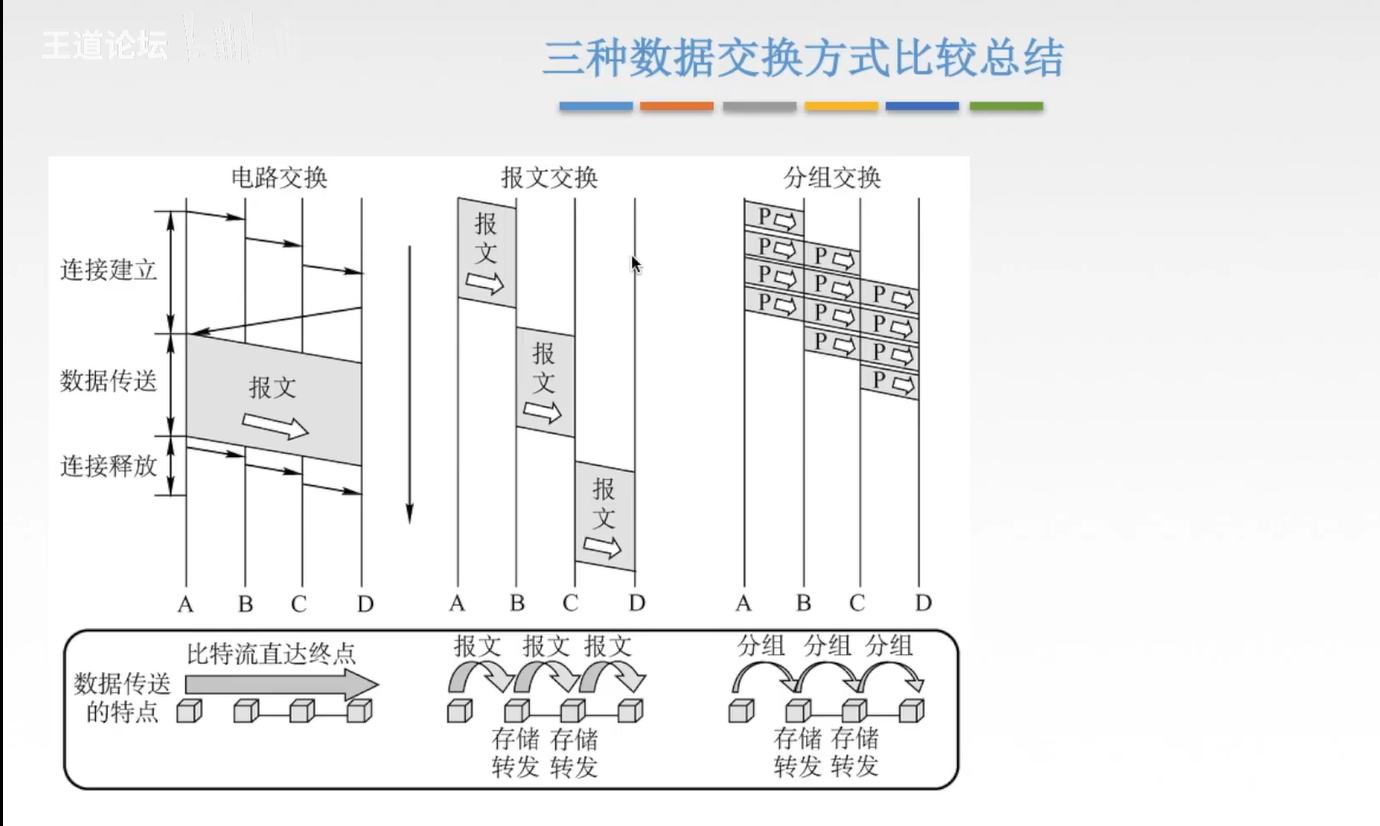 王道论坛
三种数据交换方式比较总结
电路交换
报文交换
分组交换
连接建立
数据传送
连接释放
报文
报
文
报
文
报
文
P
P
P
P
P
P
P
P
P
P
P
P
A B C D
A B C D
A B C D
数据传送
的特点
比特流直达终点
报文 报文 报文
存储 存储
转发 转发
分组 分组 分组
存储 存储
转发 转发